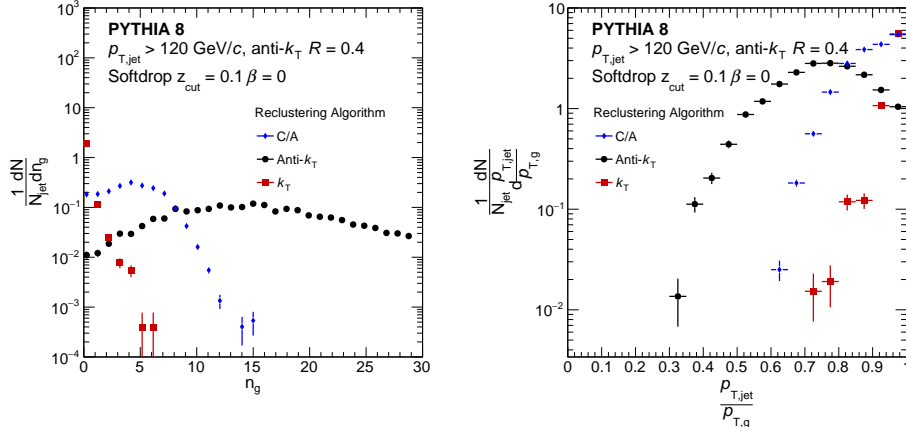 PYTHIA 8
p_T,jet > 120 GeV/c, anti-k_T R = 0.4
Softdrop z_cut = 0.1 β = 0
Reclustering Algorithm
C/A
Anti-k_T
k_T
10^3
10^2
10
1
10^-1
10^-2
10^-3
10^-4
1 dN
N_jet dn_g
0 5 10 15 20 25 30
n_g
PYTHIA 8
p_T,jet > 120 GeV/c, anti-k_T R = 0.4
Softdrop z_cut = 0.1 β = 0
Reclustering Algorithm
C/A
Anti-k_T
k_T
10
1
10^-1
10^-2
1 dN
N_jet d p_T,jet
p_T,g
0 0.1 0.2 0.3 0.4 0.5 0.6 0.7 0.8 0.9 1
p_T,jet
p_T,g